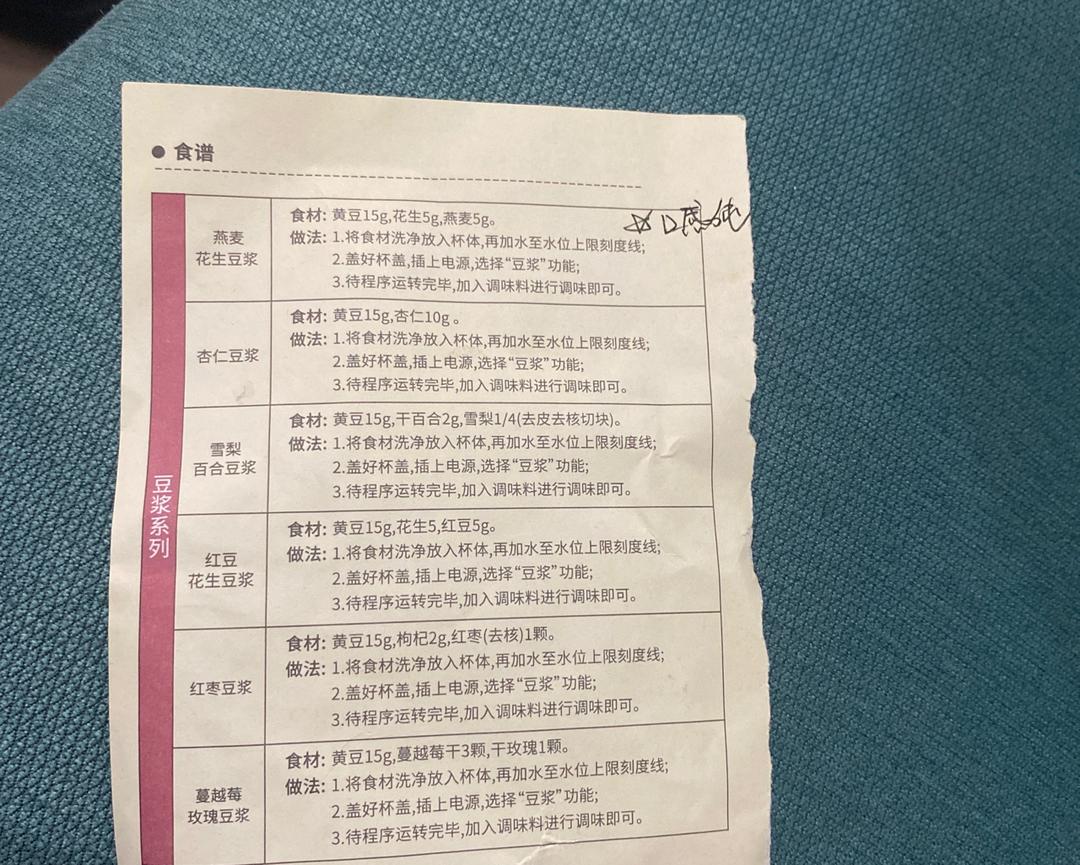 食谱
豆浆系列
燕麦
花生豆浆
食材: 黄豆15g,花生5g,燕麦5g。
☆口感纯
做法: 1.将食材洗净放入杯体,再加水至水位上限刻度线;
2.盖好杯盖,插上电源,选择“豆浆”功能;
3.待程序运转完毕,加入调味料进行调味即可。
杏仁豆浆
食材: 黄豆15g,杏仁10g 。
做法: 1.将食材洗净放入杯体,再加水至水位上限刻度线;
2.盖好杯盖,插上电源,选择“豆浆”功能;
3.待程序运转完毕,加入调味料进行调味即可。
雪梨
百合豆浆
食材: 黄豆15g,干百合2g,雪梨1/4(去皮去核切块)。
做法: 1.将食材洗净放入杯体,再加水至水位上限刻度线;
2.盖好杯盖,插上电源,选择“豆浆”功能;
3.待程序运转完毕,加入调味料进行调味即可。
红豆
花生豆浆
食材: 黄豆15g,花生5,红豆5g。
做法: 1.将食材洗净放入杯体,再加水至水位上限刻度线;
2.盖好杯盖,插上电源,选择“豆浆”功能;
3.待程序运转完毕,加入调味料进行调味即可。
红枣豆浆
食材: 黄豆15g,枸杞2g,红枣(去核)1颗。
做法: 1.将食材洗净放入杯体,再加水至水位上限刻度线;
2.盖好杯盖,插上电源,选择“豆浆”功能;
3.待程序运转完毕,加入调味料进行调味即可。
蔓越莓
玫瑰豆浆
食材: 黄豆15g,蔓越莓干3颗,干玫瑰1颗。
做法: 1.将食材洗净放入杯体,再加水至水位上限刻度线;
2.盖好杯盖,插上电源,选择“豆浆”功能;
3.待程序运转完毕,加入调味料进行调味即可。